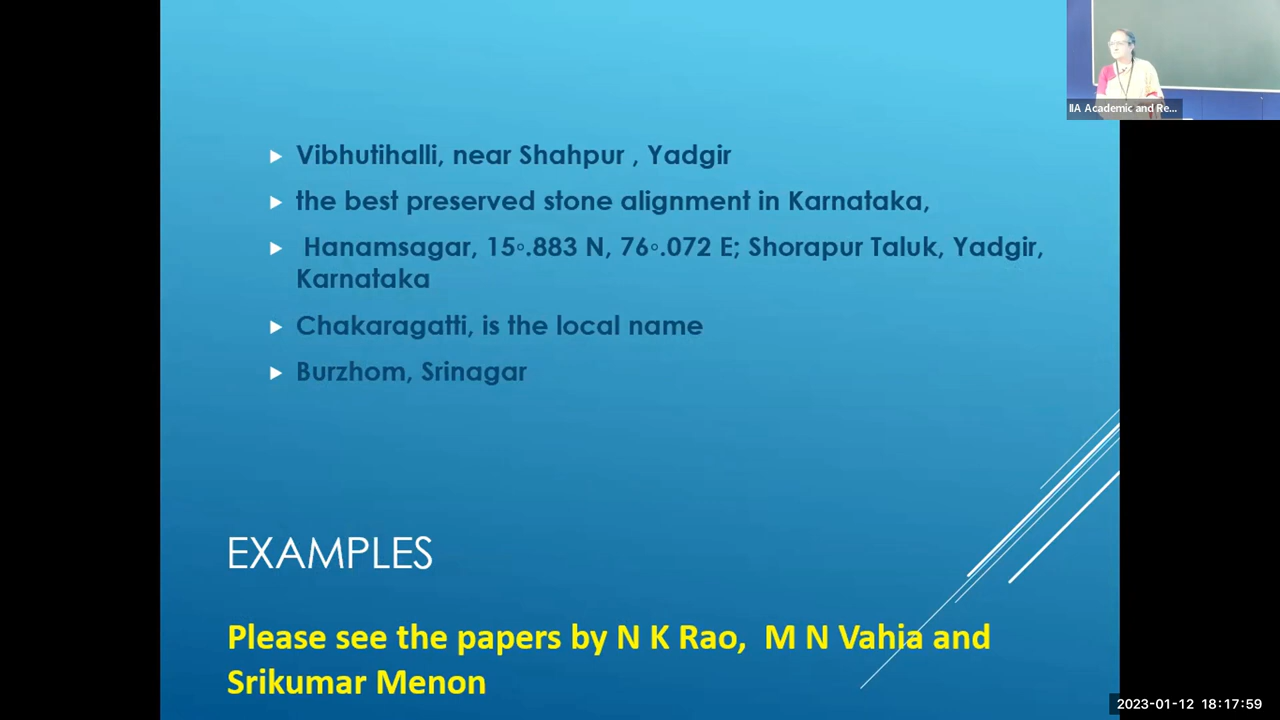 IIA Academic and Re...
Vibhutihalli, near Shahpur , Yadgir
the best preserved stone alignment in Karnataka,
Hanamsagar, 15◦.883 N, 76◦.072 E; Shorapur Taluk, Yadgir,
Karnataka
Chakaragatti, is the local name
Burzhom, Srinagar
EXAMPLES
Please see the papers by N K Rao, M N Vahia and
Srikumar Menon
2023-01-12 18:17:59